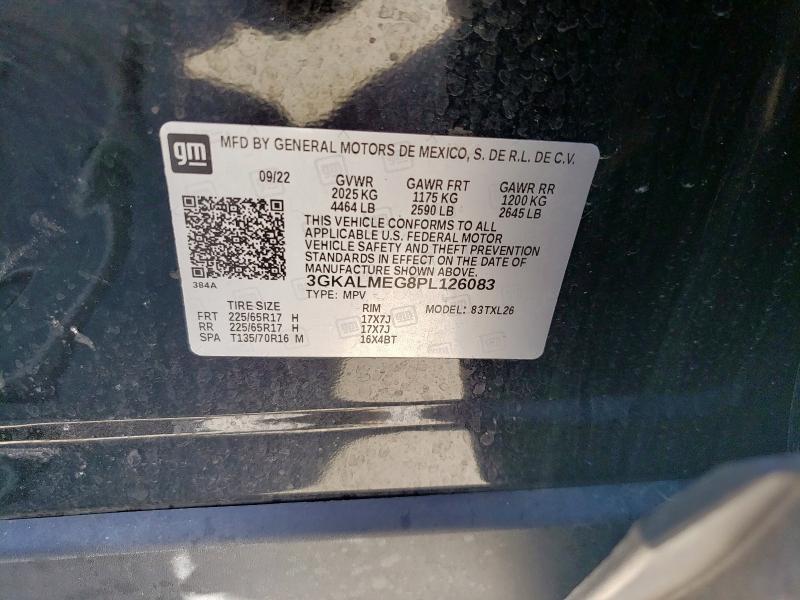 gm
MFD BY GENERAL MOTORS DE MEXICO, S. DE R.L. DE C.V.
09/22 GVWR GAWR FRT GAWR RR
2025 KG 1175 KG 1200 KG
4464 LB 2590 LB 2645 LB
THIS VEHICLE CONFORMS TO ALL
APPLICABLE U.S. FEDERAL MOTOR
VEHICLE SAFETY AND THEFT PREVENTION
STANDARDS IN EFFECT ON THE DATE OF
MANUFACTURE SHOWN ABOVE.
384A
3GKALMEG8PL126083
TYPE: MPV
TIRE SIZE RIM MODEL: 83TXL26
FRT 225/65R17 H 17X7J
RR 225/65R17 H 17X7J
SPA T135/70R16 M 16X4BT